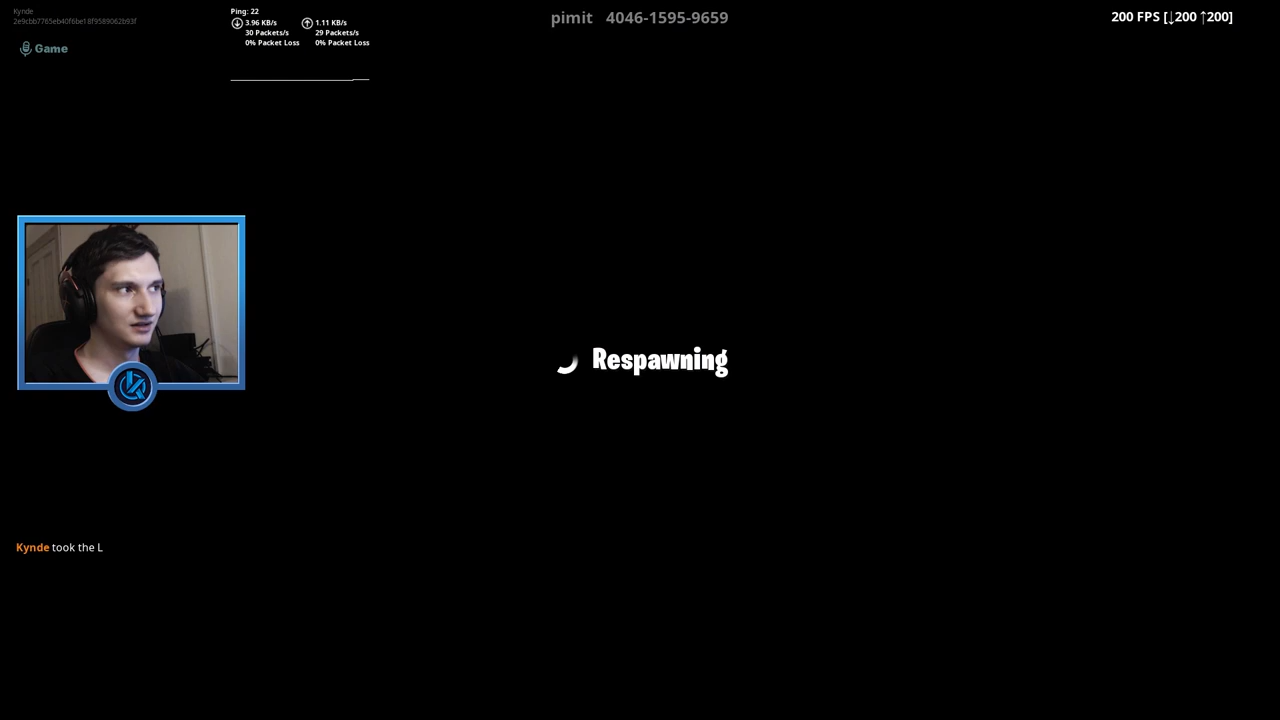 Kynde
2e9cbb7765eb40f6be18f9589062b93f
Game
Ping: 22
3.96 KB/s 1.11 KB/s
30 Packets/s 29 Packets/s
0% Packet Loss 0% Packet Loss
pimit 4046-1595-9659
200 FPS [↓200 ↑200]
Respawning
Kynde took the L